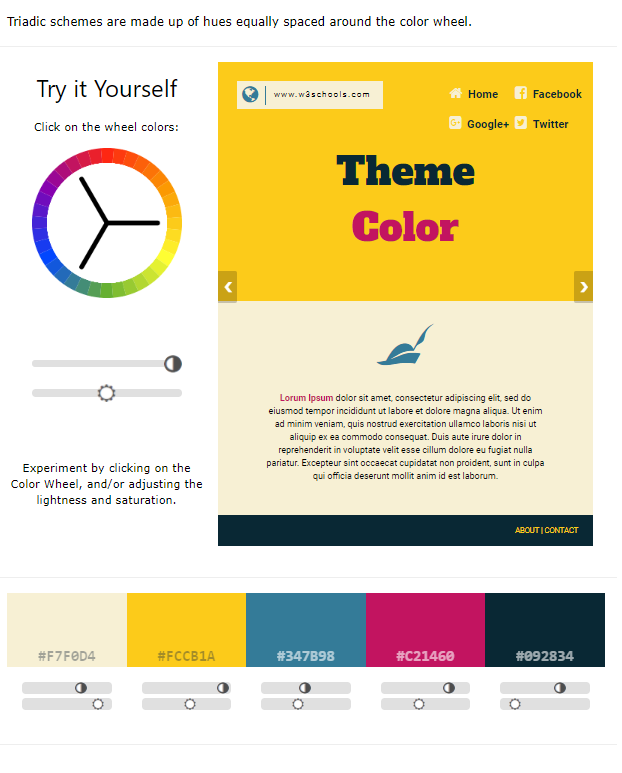 Triadic schemes are made up of hues equally spaced around the color wheel.
Try it Yourself
Click on the wheel colors:
Experiment by clicking on the
Color Wheel, and/or adjusting the
lightness and saturation.
www.w3schools.com
Home
Facebook
Google+
Twitter
Theme
Color
Lorum Ipsum dolor sit amet, consectetur adipiscing elit, sed do
eiusmod tempor incididunt ut labore et dolore magna aliqua. Ut enim
ad minim veniam, quis nostrud exercitation ullamco laboris nisi ut
aliquip ex ea commodo consequat. Duis aute irure dolor in
reprehenderit in voluptate velit esse cillum dolore eu fugiat nulla
pariatur. Excepteur sint occaecat cupidatat non proident, sunt in culpa
qui officia deserunt mollit anim id est laborum.
ABOUT | CONTACT
#F7F0D4
#FCCB1A
#347B98
#C21460
#092834